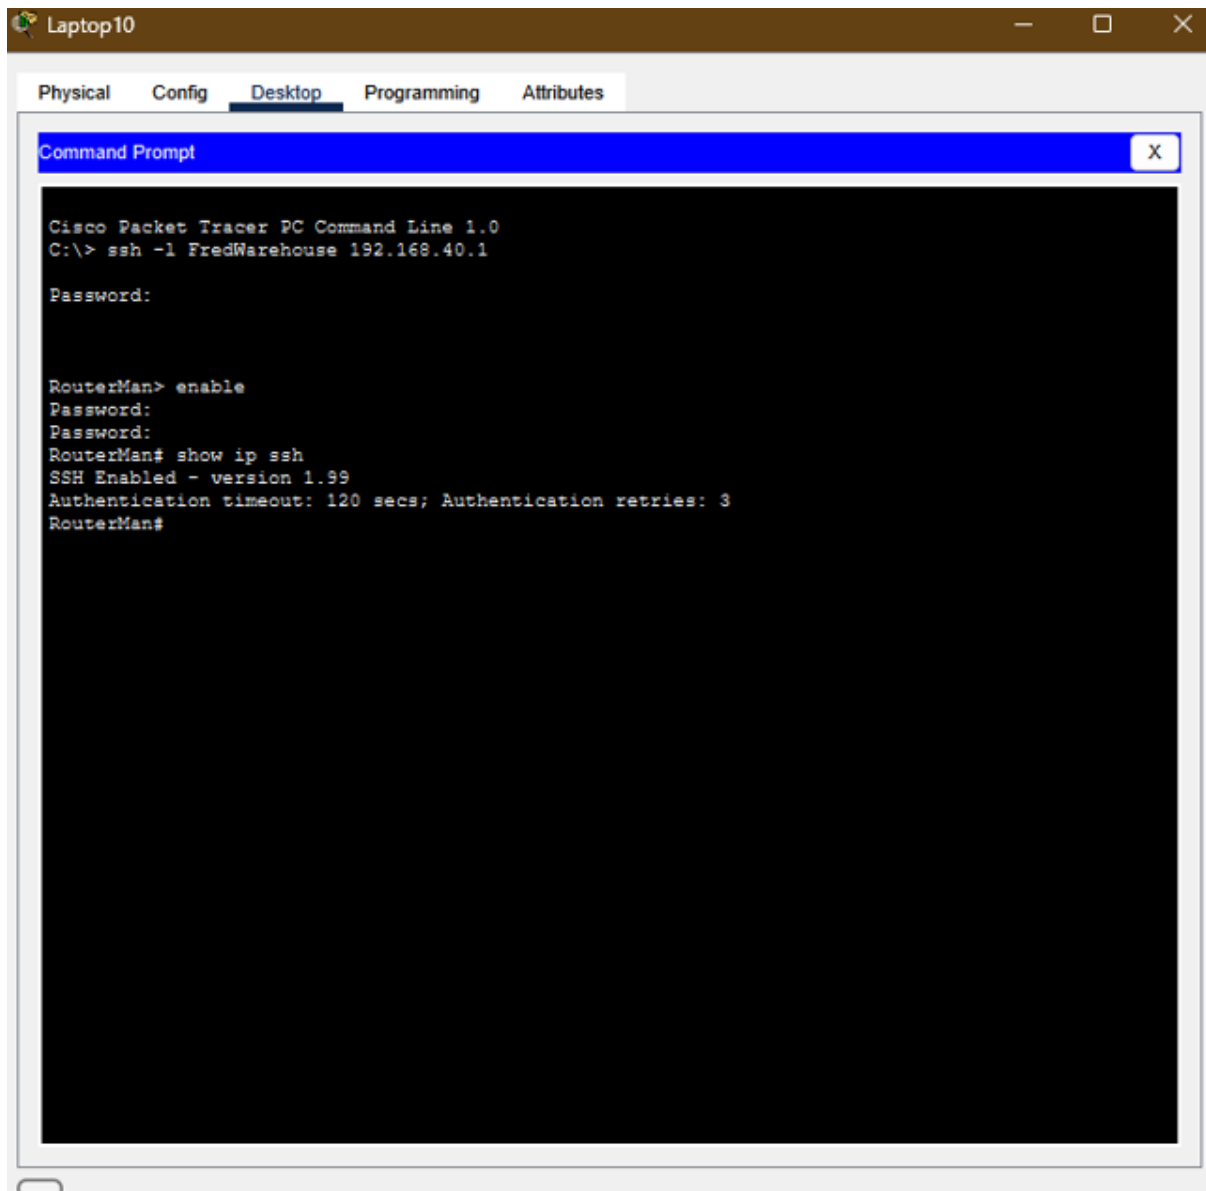 Laptop10
Physical Config Desktop Programming Attributes
Command Prompt
X
Cisco Packet Tracer PC Command Line 1.0
C:\> ssh -l FredWarehouse 192.168.40.1
Password:
RouterMan> enable
Password:
Password:
RouterMan# show ip ssh
SSH Enabled - version 1.99
Authentication timeout: 120 secs; Authentication retries: 3
RouterMan#